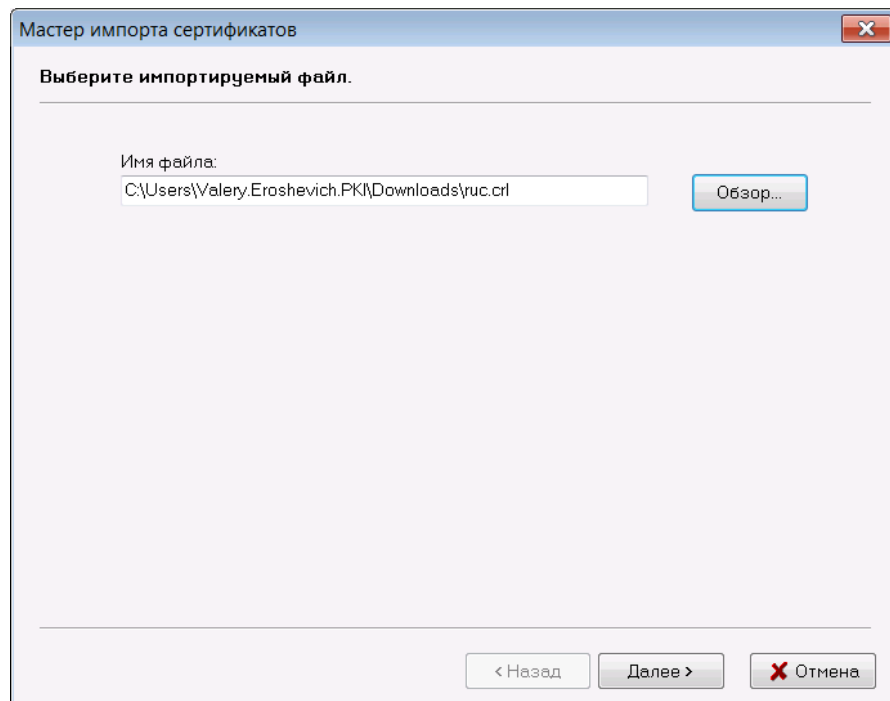 Мастер импорта сертификатов
Выберите импортируемый файл.
Имя файла:
C:\Users\Valery.Eroshevich.PKI\Downloads\ruc.crl
Обзор...
< Назад
Далее >
Отмена